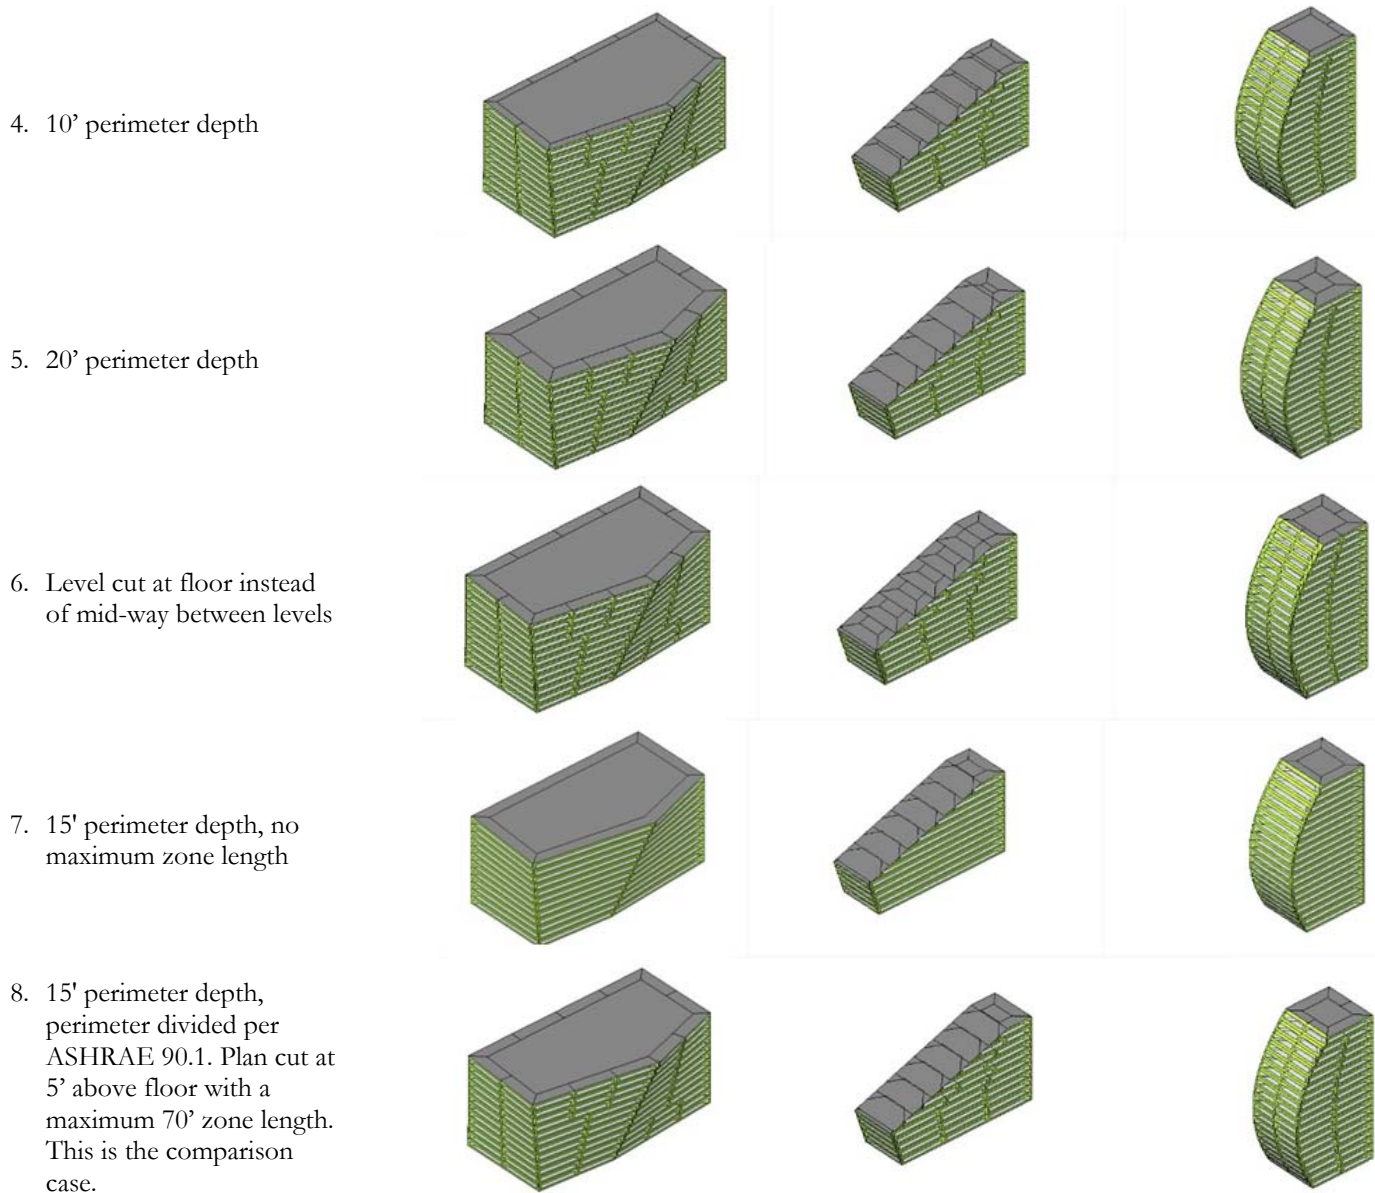 4. 10’ perimeter depth
5. 20’ perimeter depth
6. Level cut at floor instead
of mid-way between levels
7. 15' perimeter depth, no
maximum zone length
8. 15' perimeter depth,
perimeter divided per
ASHRAE 90.1. Plan cut at
5’ above floor with a
maximum 70’ zone length.
This is the comparison
case.